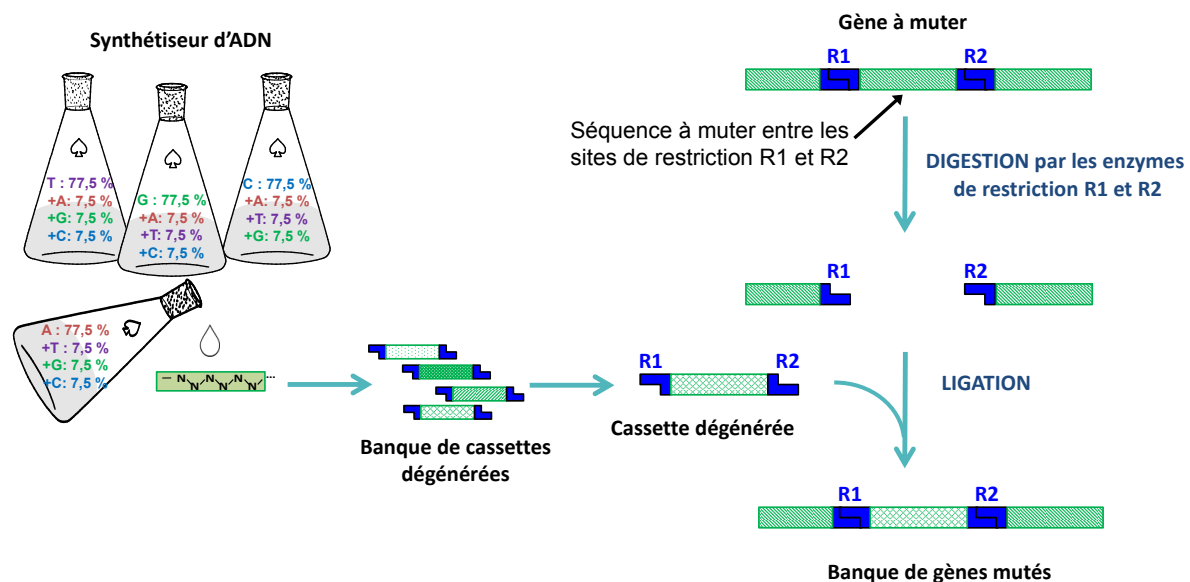 Synthétiseur d'ADN
T : 77,5 %
+A: 7,5 %
+G: 7,5 %
+C: 7,5 %
G : 77,5 %
+A: 7,5 %
+T: 7,5 %
+C: 7,5 %
C : 77,5 %
+A: 7,5 %
+T: 7,5 %
+G: 7,5 %
A : 77,5 %
+T : 7,5 %
+G: 7,5 %
+C: 7,5 %
N N N N N N N
Banque de cassettes
dégénérées
R1 R2
Cassette dégénérée
Gène à muter
R1 R2
Séquence à muter entre les
sites de restriction R1 et R2
DIGESTION par les enzymes
de restriction R1 et R2
R1 R2
LIGATION
R1 R2
Banque de gènes mutés